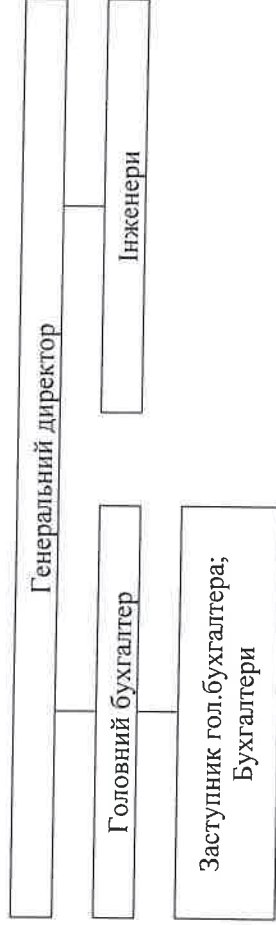 Генеральний директор
Головний бухгалтер
Інженери
Заступник гол.бухгалтера;
Бухгалтери